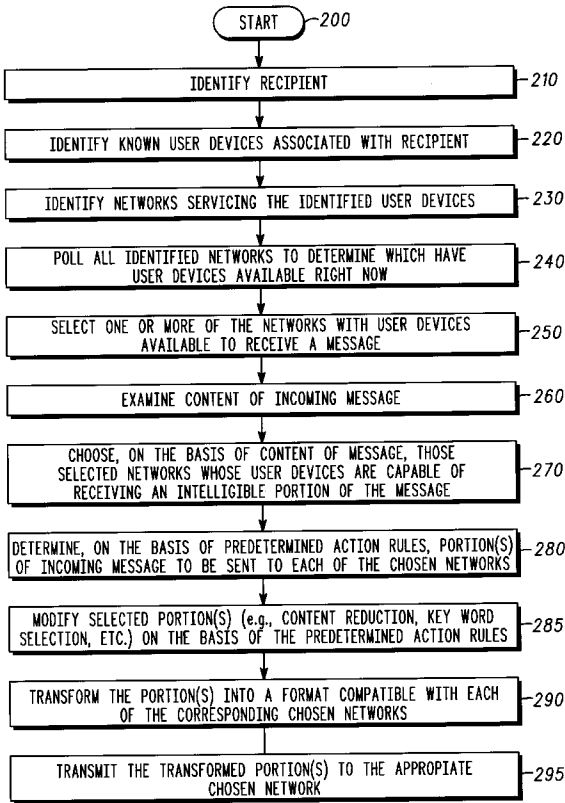 START
200
IDENTIFY RECIPIENT
210
IDENTIFY KNOWN USER DEVICES ASSOCIATED WITH RECIPIENT
220
IDENTIFY NETWORKS SERVICING THE IDENTIFIED USER DEVICES
230
POLL ALL IDENTIFIED NETWORKS TO DETERMINE WHICH HAVE
USER DEVICES AVAILABLE RIGHT NOW
240
SELECT ONE OR MORE OF THE NETWORKS WITH USER DEVICES
AVAILABLE TO RECEIVE A MESSAGE
250
EXAMINE CONTENT OF INCOMING MESSAGE
260
CHOOSE, ON THE BASIS OF CONTENT OF MESSAGE, THOSE
SELECTED NETWORKS WHOSE USER DEVICES ARE CAPABLE OF
RECEIVING AN INTELLIGIBLE PORTION OF THE MESSAGE
270
DETERMINE, ON THE BASIS OF PREDETERMINED ACTION RULES, PORTION(S)
OF INCOMING MESSAGE TO BE SENT TO EACH OF THE CHOSEN NETWORKS
280
MODIFY SELECTED PORTION(S) (e.g., CONTENT REDUCTION, KEY WORD
SELECTION, ETC.) ON THE BASIS OF THE PREDETERMINED ACTION RULES
285
TRANSFORM THE PORTION(S) INTO A FORMAT COMPATIBLE WITH EACH
OF THE CORRESPONDING CHOSEN NETWORKS
290
TRANSMIT THE TRANSFORMED PORTION(S) TO THE APPROPIATE
CHOSEN NETWORK
295